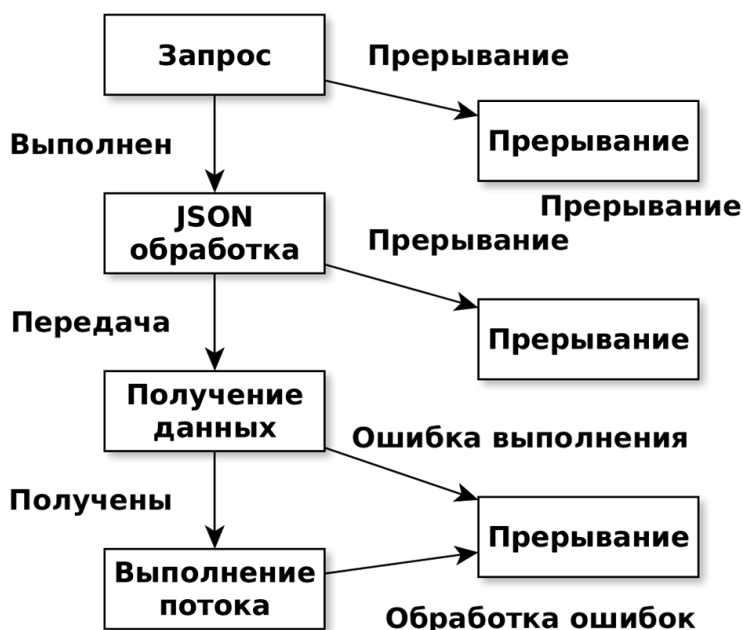 Запрос
Прерывание
Прерывание
Выполнен
Прерывание
JSON
обработка
Прерывание
Передача
Прерывание
Получение
данных
Ошибка выполнения
Получены
Прерывание
Выполнение
потока
Обработка ошибок